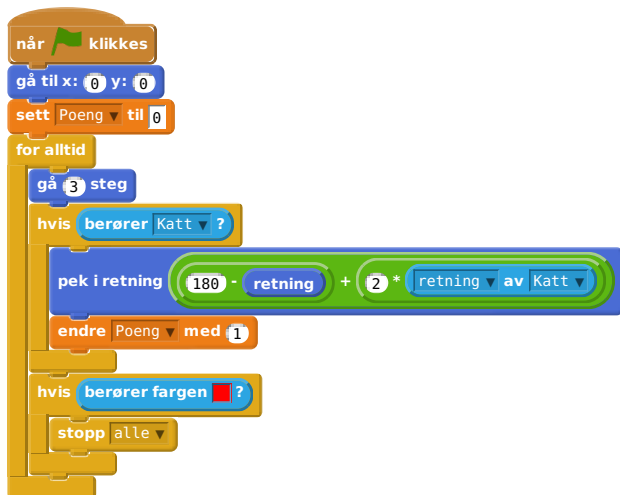 når klikkes
gå til x: 0 y: 0
sett Poeng ▼ til 0
for alltid
gå 3 steg
hvis berører Katt ▼ ?
pek i retning 180 - retning + 2 * retning ▼ av Katt ▼
endre Poeng ▼ med 1
hvis berører fargen ?
stopp alle ▼